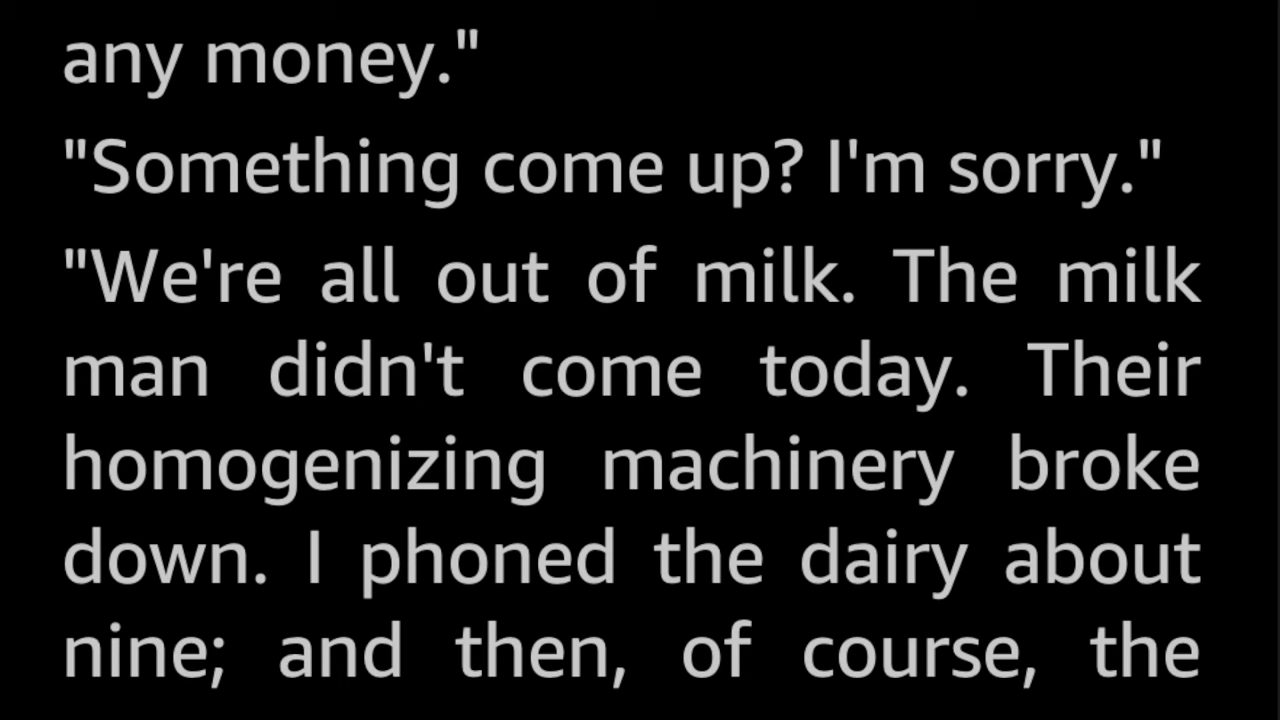 any money."
"Something come up? I'm sorry."
"We're all out of milk. The milk
man didn't come today. Their
homogenizing machinery broke
down. I phoned the dairy about
nine; and then, of course, the